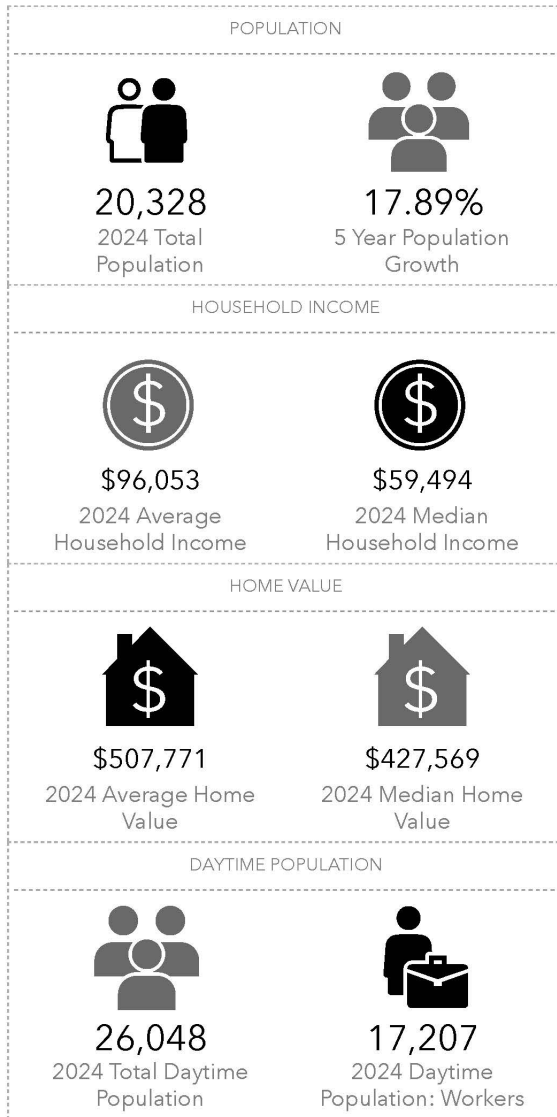 POPULATION
20,328
2024 Total
Population
17.89%
5 Year Population
Growth
HOUSEHOLD INCOME
$
$96,053
2024 Average
Household Income
$
$59,494
2024 Median
Household Income
HOME VALUE
$
$507,771
2024 Average Home
Value
$
$427,569
2024 Median Home
Value
DAYTIME POPULATION
26,048
2024 Total Daytime
Population
17,207
2024 Daytime
Population: Workers